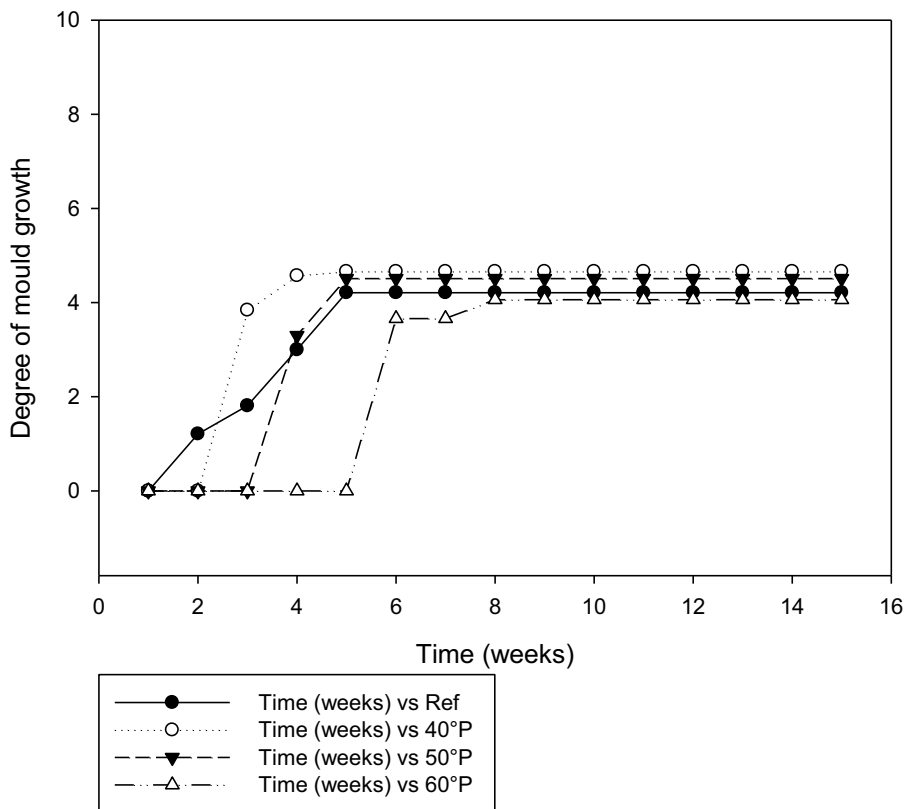 10
8
6
4
2
0
Degree of mould growth
0 2 4 6 8 10 12 14 16
Time (weeks)
Time (weeks) vs Ref
Time (weeks) vs 40°P
Time (weeks) vs 50°P
Time (weeks) vs 60°P